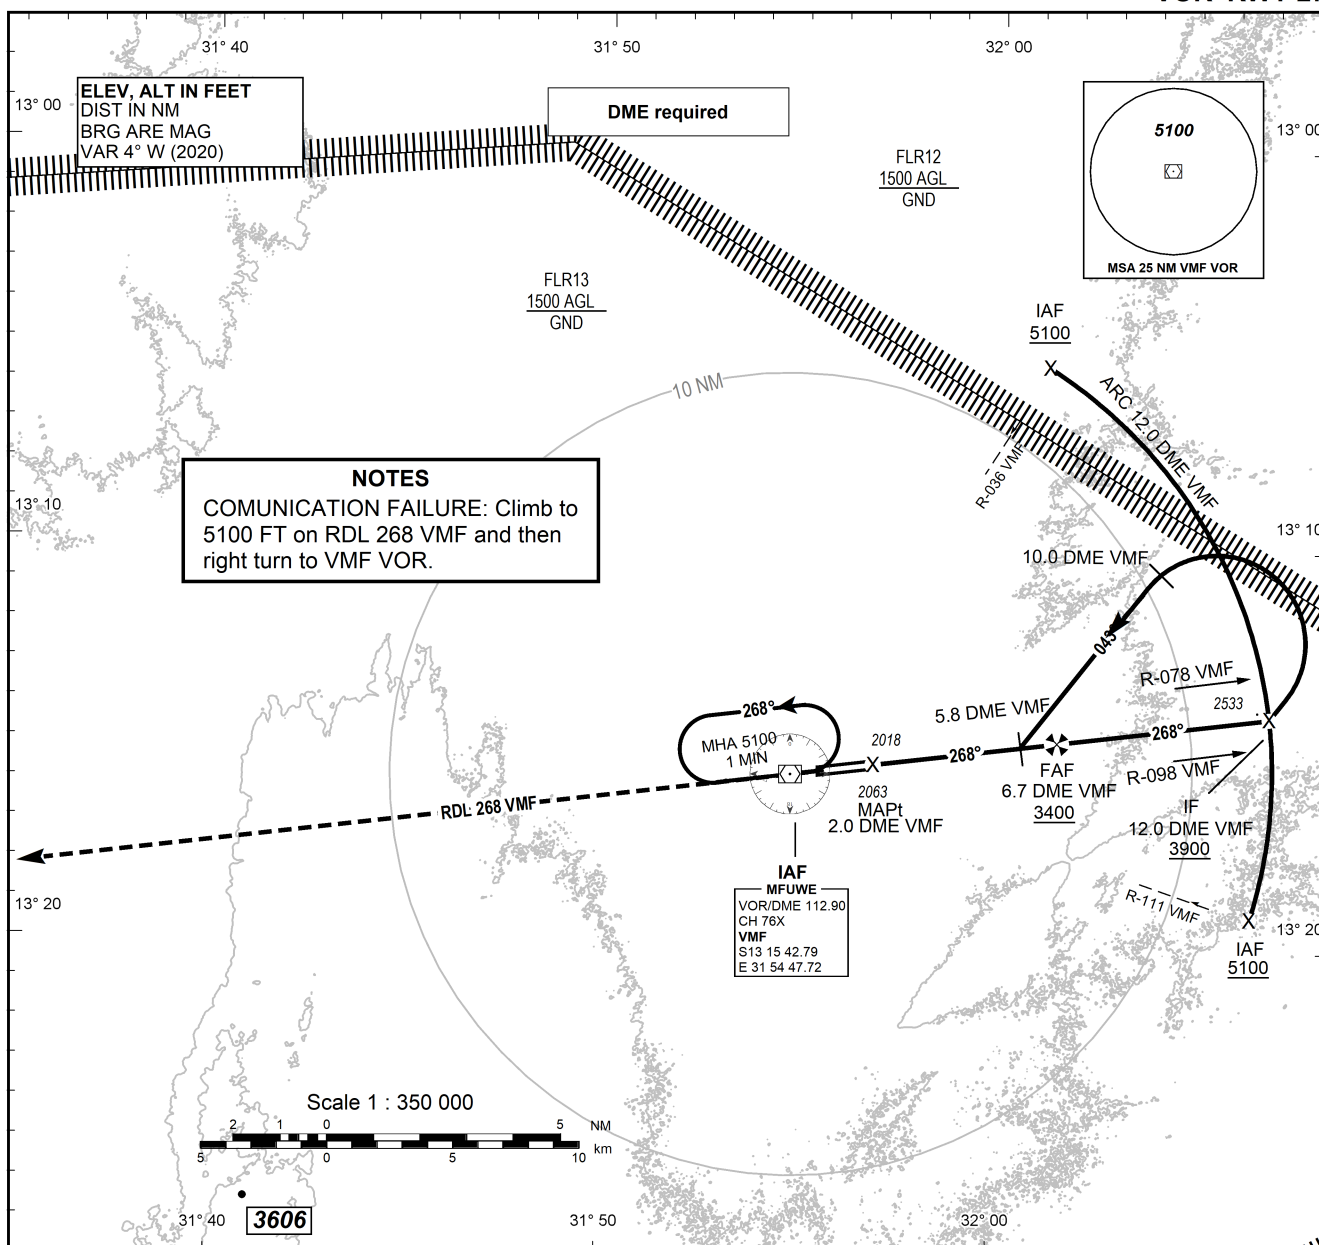 31° 40
31° 50
32° 00
ELEV, ALT IN FEET
DIST IN NM
BRG ARE MAG
VAR 4° W (2020)
13° 00
DME required
5100
13° 00
MSA 25 NM VMF VOR
FLR12
1500 AGL
GND
FLR13
1500 AGL
GND
IAF
5100
ARC 12.0 DME VMF
10 NM
R-036 VMF
NOTES
COMUNICATION FAILURE: Climb to
5100 FT on RDL 268 VMF and then
right turn to VMF VOR.
13° 10
13° 10
10.0 DME VMF
043°
R-078 VMF
2533
5.8 DME VMF
268°
268°
268°
MHA 5100
1 MIN
2018
R-098 VMF
FAF
6.7 DME VMF
3400
2063
MAPt
2.0 DME VMF
IF
12.0 DME VMF
3900
RDL 268 VMF
IAF
MFUWE
VOR/DME 112.90
CH 76X
VMF
S13 15 42.79
E 31 54 47.72
R-111 VMF
13° 20
13° 20
IAF
5100
Scale 1 : 350 000
2 1 0 5 NM
5 0 5 10 km
3606
31° 40
31° 50
32° 00